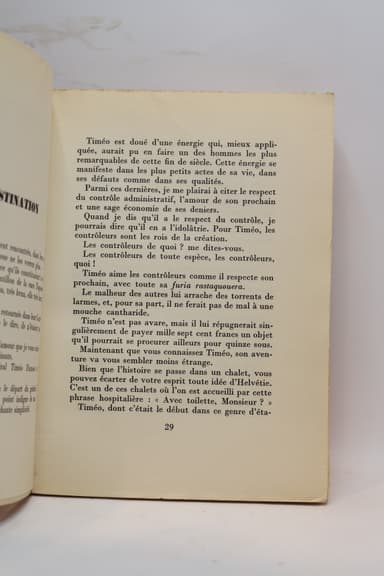 STINATION
Timéo est doué d'une énergie qui, mieux appli-
quée, aurait pu en faire un des hommes les plus
remarquables de cette fin de siècle. Cette énergie se
manifeste dans les plus petits actes de sa vie, dans
ses défauts comme dans ses qualités.
Parmi ces dernières, je me plairai à citer le respect
du contrôle administratif, l'amour de son prochain
et une sage économie de ses deniers.
Quand je dis qu'il a le respect du contrôle, je
pourrais dire qu'il en a l'idolâtrie. Pour Timéo, les
contrôleurs sont les rois de la création.
Les contrôleurs de quoi ? me dites-vous.
Les contrôleurs de toute espèce, les contrôleurs,
quoi !
Timéo aime les contrôleurs comme il respecte son
prochain, avec toute sa furia rastaquouera.
Le malheur des autres lui arrache des torrents de
larmes, et, pour sa part, il ne ferait pas de mal à une
mouche cantharide.
Timéo n'est pas avare, mais il lui répugnerait sin-
gulièrement de payer mille sept cent francs un objet
qu'il pourrait se procurer ailleurs pour quinze sous.
Maintenant que vous connaissez Timéo, son aven-
ture va vous sembler moins étrange.
Bien que l'histoire se passe dans un chalet, vous
pouvez écarter de votre esprit toute idée d'Helvétie.
C'est un de ces chalets où l'on est accueilli par cette
phrase hospitalière : « Avec toilette, Monsieur ? »
Timéo, dont c'était le début dans ce genre d'éta-
29